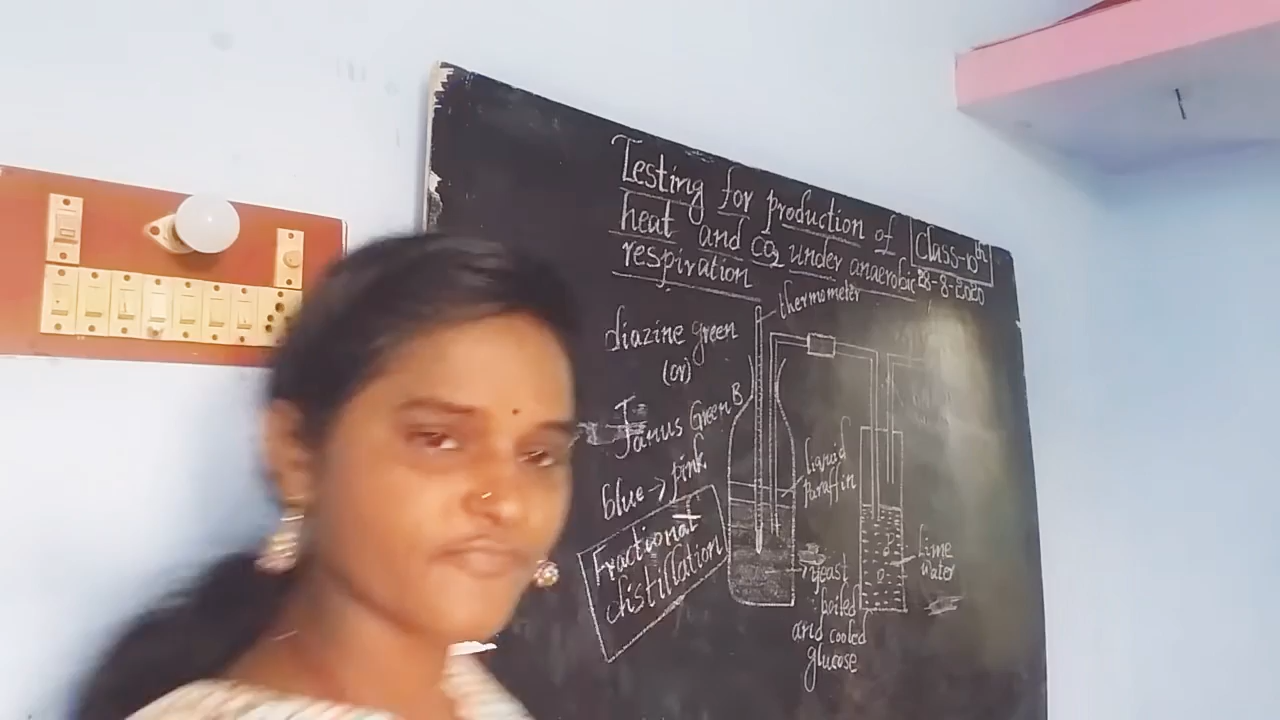 Testing for production of
heat and CO2 under anaerobic
respiration
Class-10th
28-8-2020
thermometer
diazine green
(or)
Janus Green B
blue → pink
Fractional
distillation
liquid
paraffin
yeast
boiled
and cooled
glucose
Lime
water